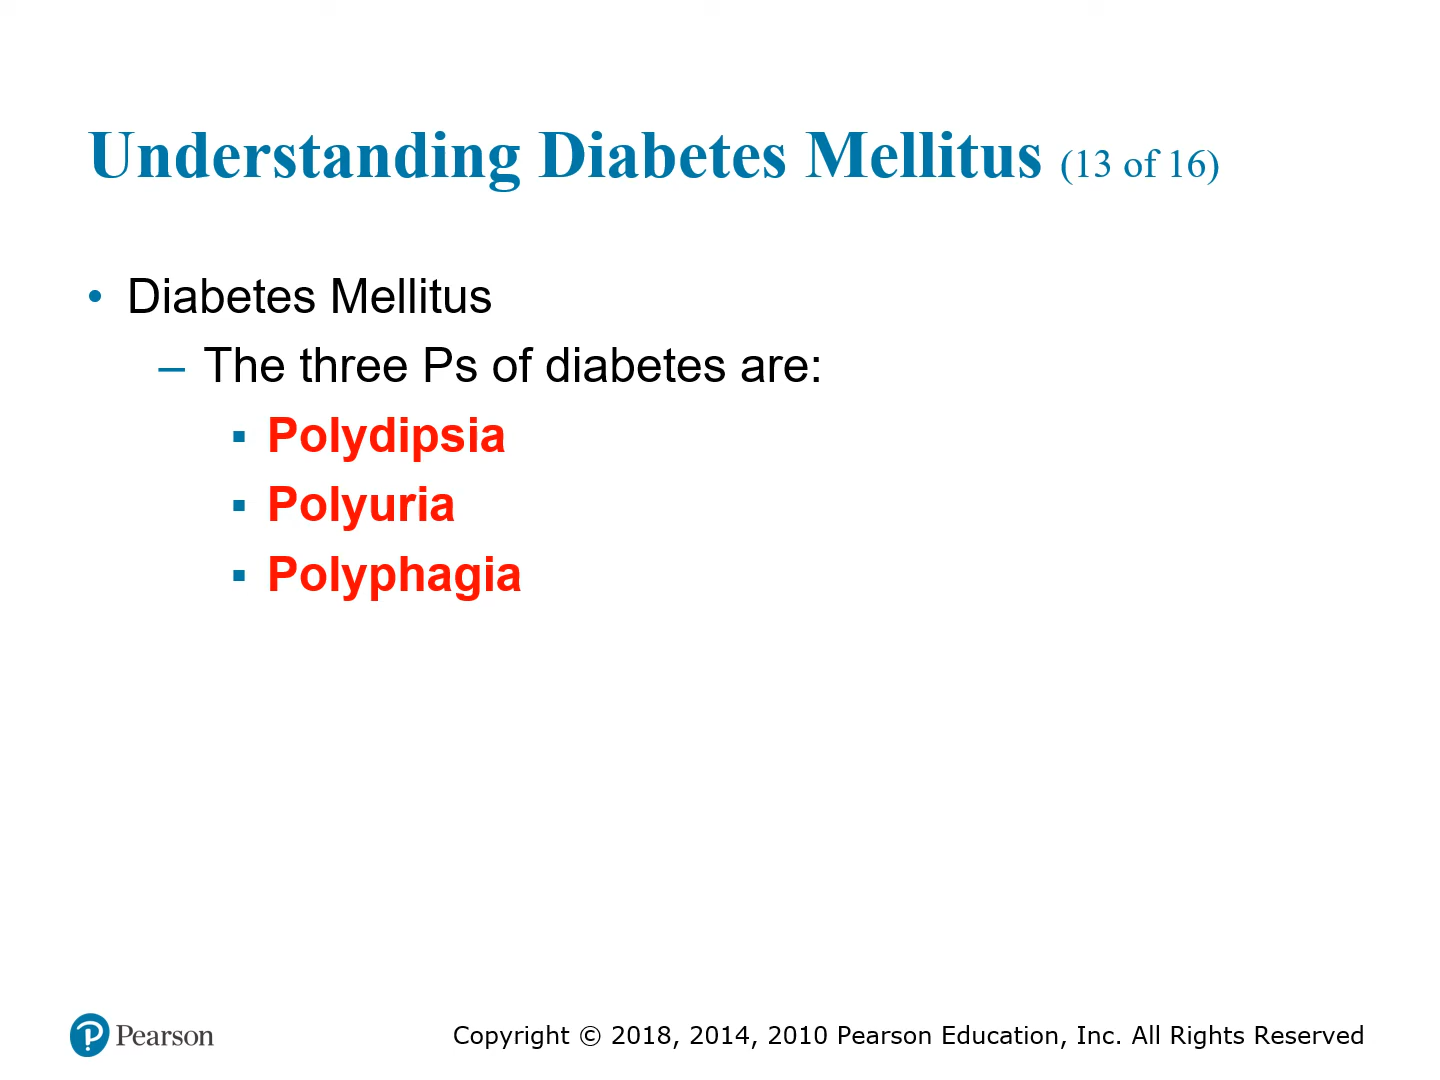 Understanding Diabetes Mellitus (13 of 16)
• Diabetes Mellitus
– The three Ps of diabetes are:
▪ Polydipsia
▪ Polyuria
▪ Polyphagia
Pearson
Copyright © 2018, 2014, 2010 Pearson Education, Inc. All Rights Reserved